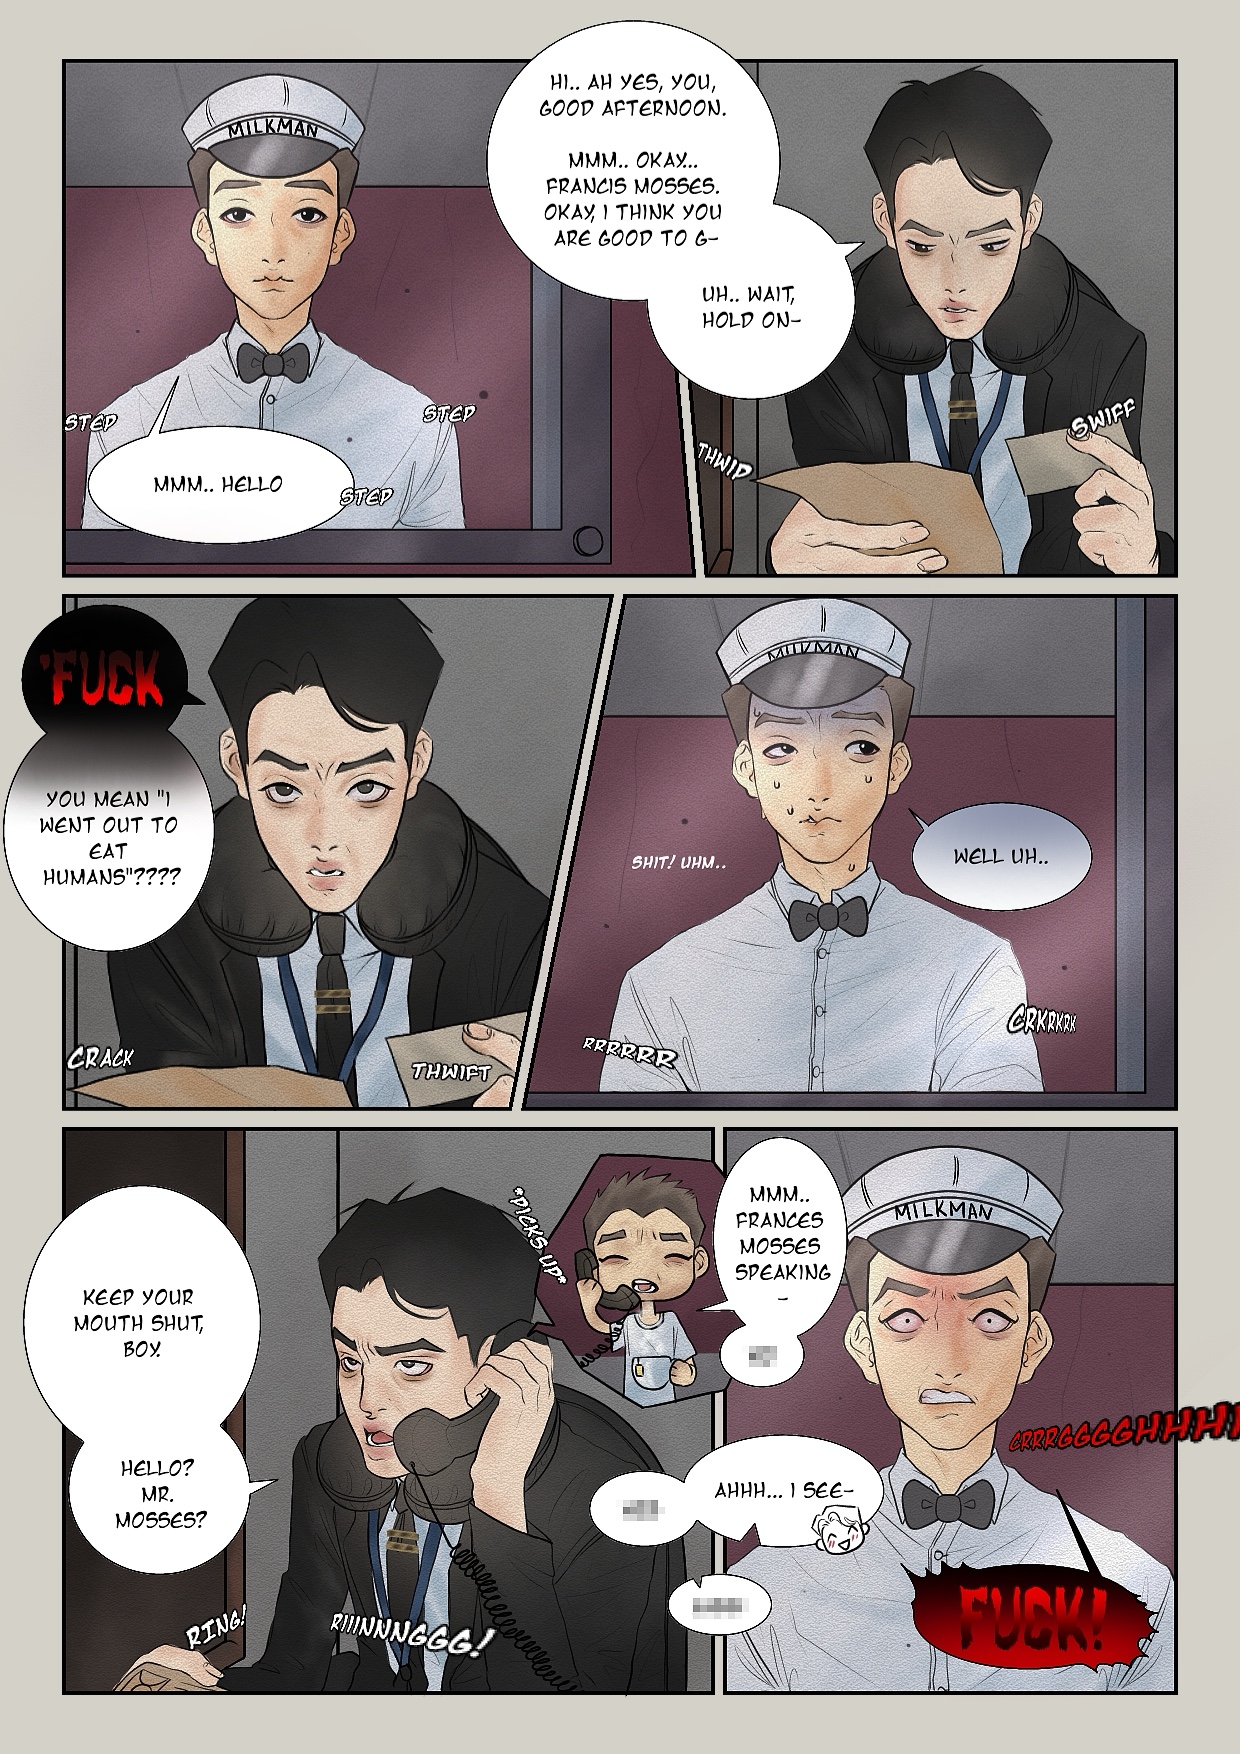 MILKMAN
STEP
STEP
STEP
MMM.. HELLO
HI.. AH YES, YOU,
GOOD AFTERNOON.
MMM.. OKAY...
FRANCIS MOSSES.
OKAY, I THINK YOU
ARE GOOD TO G-
UH.. WAIT,
HOLD ON-
THWIP
SWIFF
'FUCK
YOU MEAN "I
WENT OUT TO
EAT
HUMANS"????
CRACK
THWIFT
MILKMAN
SHIT! UHM..
WELL UH..
RRRRRR
CRKRKRK
KEEP YOUR
MOUTH SHUT,
BOY.
HELLO?
MR.
MOSSES?
RING!
RIIINNNGGG!
*PICKS UP*
MMM..
FRANCES
MOSSES
SPEAKING
-
AHHH... I SEE-
MILKMAN
CRRRGGGGHHHH
FUCK!